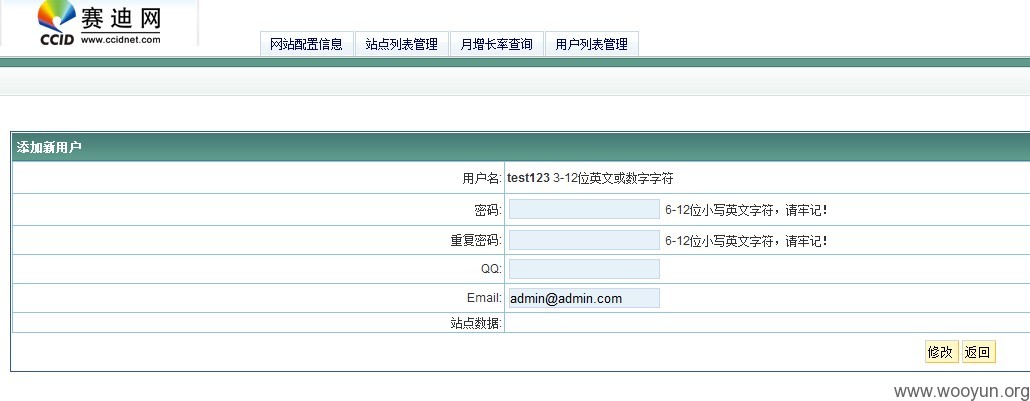 赛迪网
CCID www.ccidnet.com
网站配置信息 站点列表管理 月增长率查询 用户列表管理
添加新用户
用户名: test123 3-12位英文或数字字符
密码: 6-12位小写英文字符，请牢记！
重复密码: 6-12位小写英文字符，请牢记！
QQ:
Email: admin@admin.com
站点数据:
修改 返回
www.wooyun.org